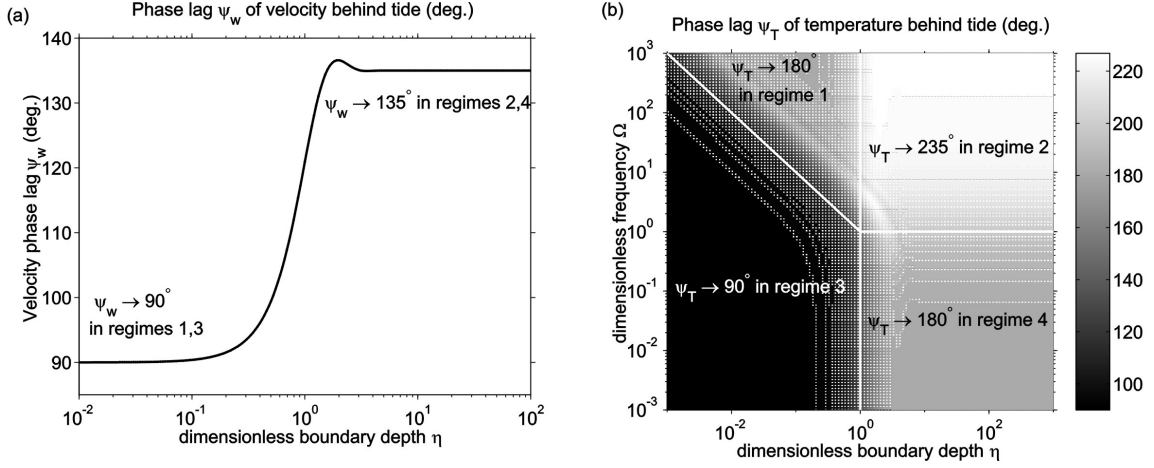 (a)
Phase lag ψw of velocity behind tide (deg.)
140
130
120
110
100
90
Velocity phase lag ψw (deg.)
ψw → 135° in regimes 2,4
ψw → 90°
in regimes 1,3
10-2
10-1
100
101
102
dimensionless boundary depth η
(b)
Phase lag ψT of temperature behind tide (deg.)
103
102
101
100
10-1
10-2
10-3
dimensionless frequency Ω
ψT → 180°
in regime 1
ψT → 235° in regime 2
ψT → 90° in regime 3
ψT → 180° in regime 4
10-2
100
102
dimensionless boundary depth η
220
200
180
160
140
120
100